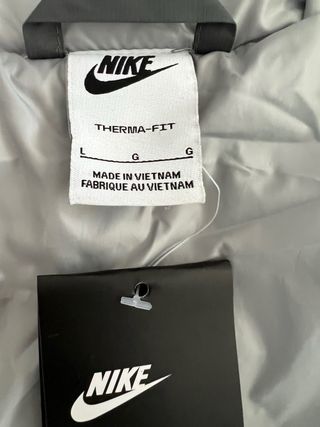 NIKE
THERMA-FIT
L G G
MADE IN VIETNAM
FABRIQUE AU VIETNAM
NIKE